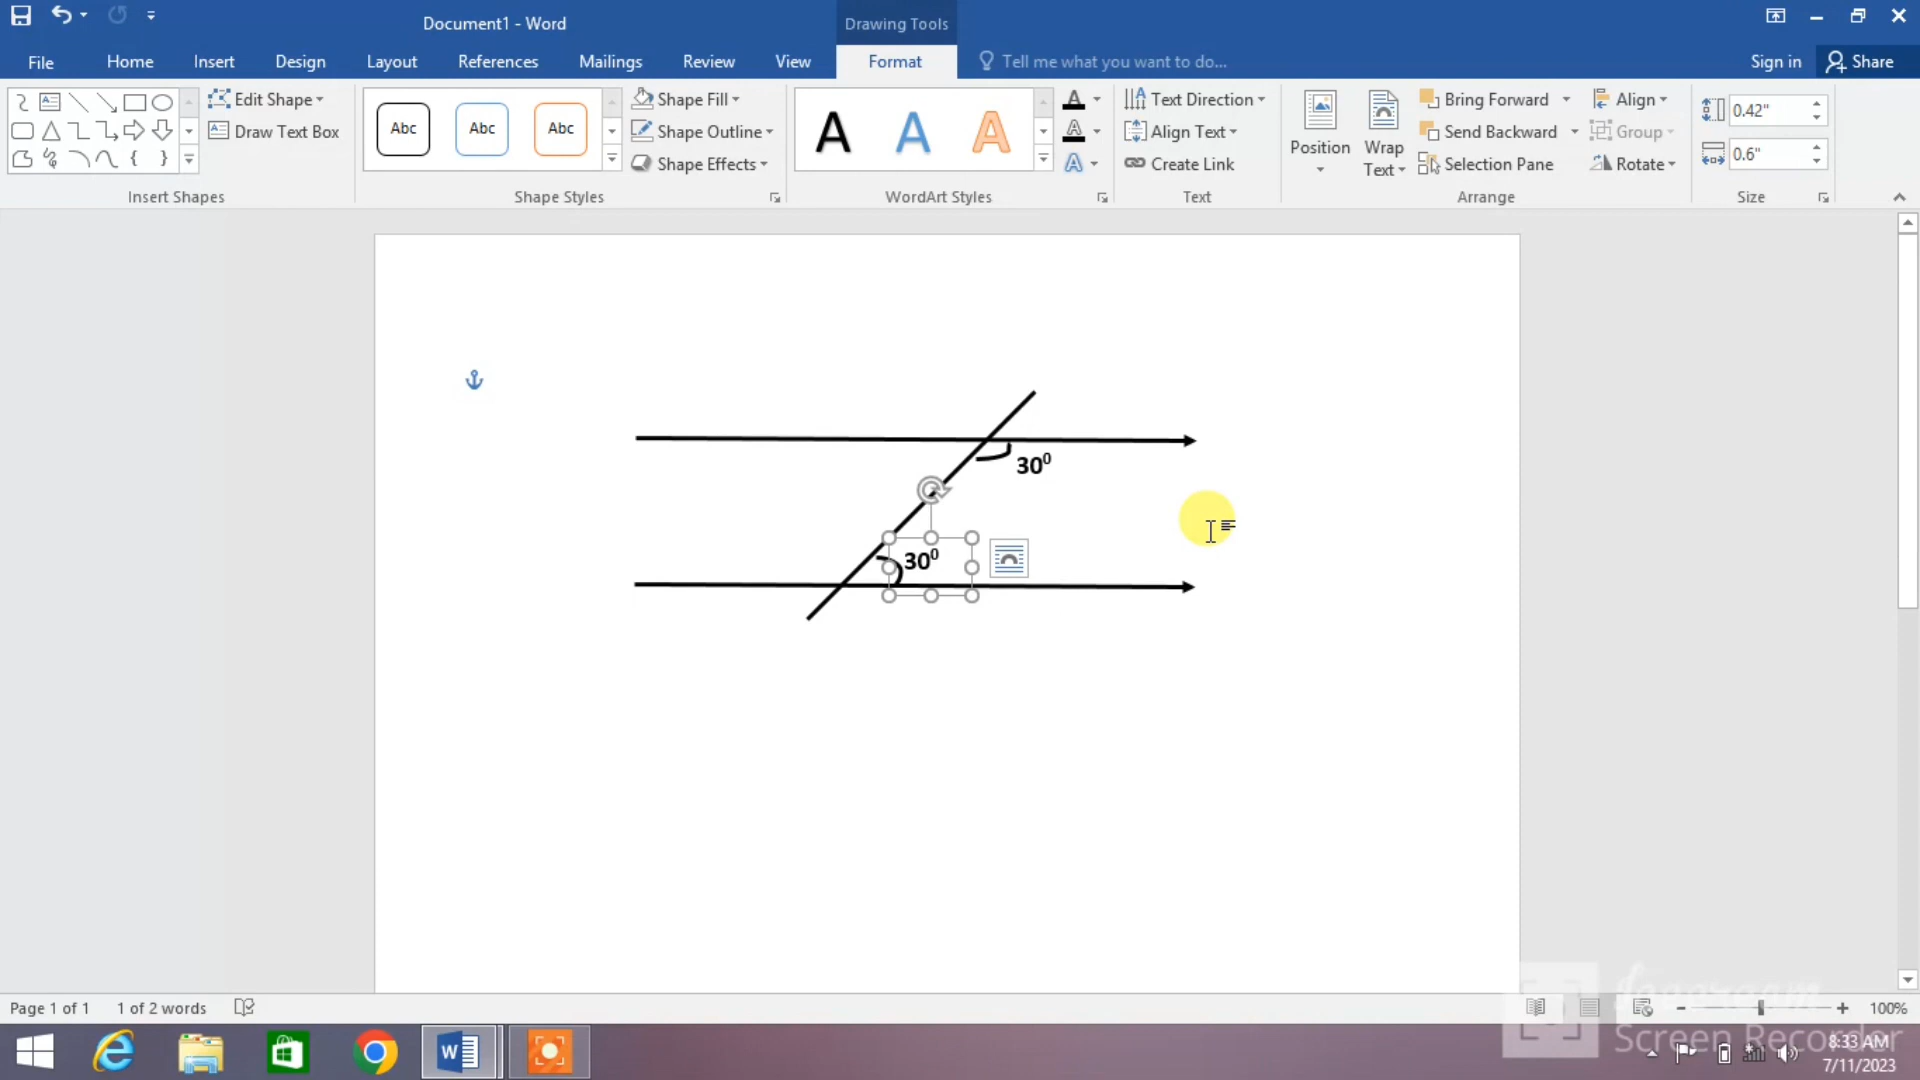 Document1 - Word
Drawing Tools
File Home Insert Design Layout References Mailings Review View Format Tell me what you want to do... Sign in Share
Edit Shape
Draw Text Box
Insert Shapes
Abc Abc Abc
Shape Fill
Shape Outline
Shape Effects
Shape Styles
A A A
WordArt Styles
Text Direction
Align Text
Create Link
Text
Position
Wrap Text
Bring Forward
Send Backward
Selection Pane
Align
Group
Rotate
Arrange
0.42"
0.6"
Size
30⁰
30⁰
Page 1 of 1 1 of 2 words
100%
Screen Recorder
8:33 AM
7/11/2023